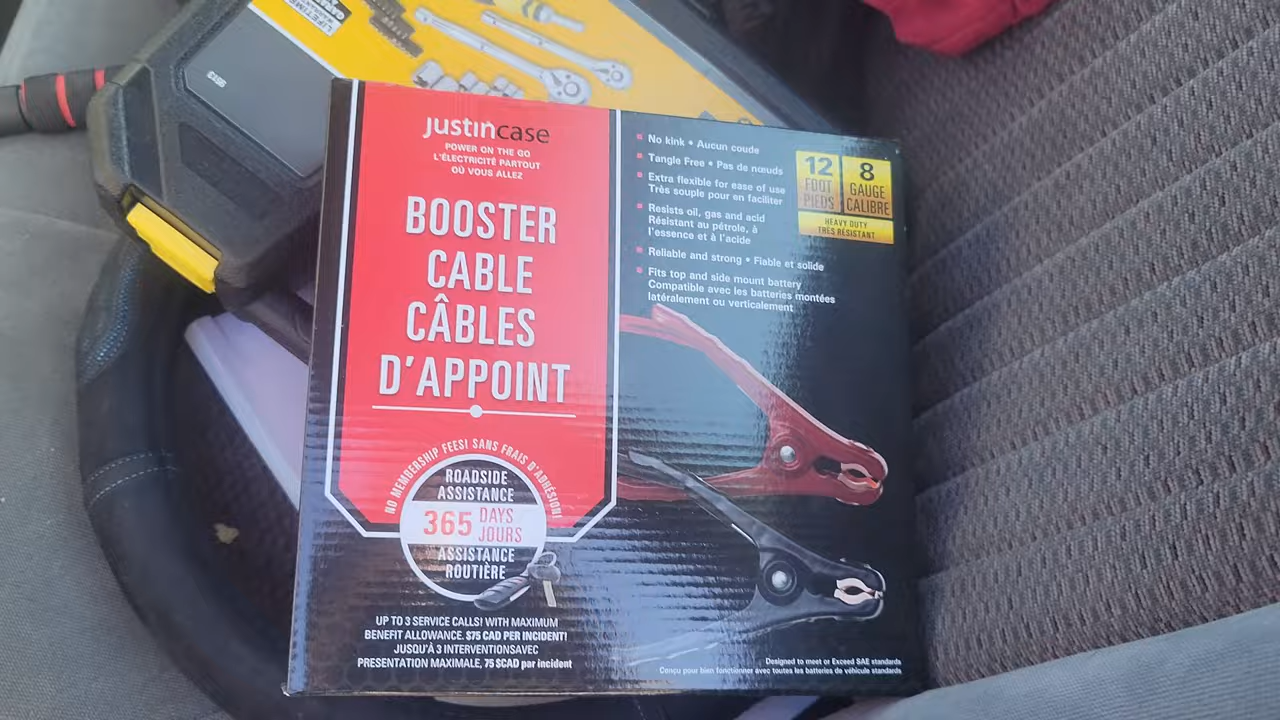 LIFETIME
justincase
POWER ON THE GO
L'ÉLECTRICITÉ PARTOUT
OÙ VOUS ALLEZ
BOOSTER
CABLE
CÂBLES
D'APPOINT
NO MEMBERSHIP FEES! SANS FRAIS D'ADHÉSION!
ROADSIDE
ASSISTANCE
365 DAYS
JOURS
ASSISTANCE
ROUTIÈRE
UP TO 3 SERVICE CALLS! WITH MAXIMUM
BENEFIT ALLOWANCE. $75 CAD PER INCIDENT!
JUSQU'À 3 INTERVENTIONSAVEC
PRESENTATION MAXIMALE, 75 $CAD par incident
No kink • Aucun coude
Tangle Free • Pas de nœuds
Extra flexible for ease of use
Très souple pour en faciliter
Resists oil, gas and acid
Résistant au pétrole, à
l'essence et à l'acide
Reliable and strong • Fiable et solide
Fits top and side mount battery
Compatible avec les batteries montées
latéralement ou verticalement
12
FOOT
PIEDS
8
GAUGE
CALIBRE
HEAVY DUTY
TRÈS RÉSISTANT
Designed to meet or Exceed SAE standards
Conçu pour bien fonctionner avec toutes les batteries de véhicule standards